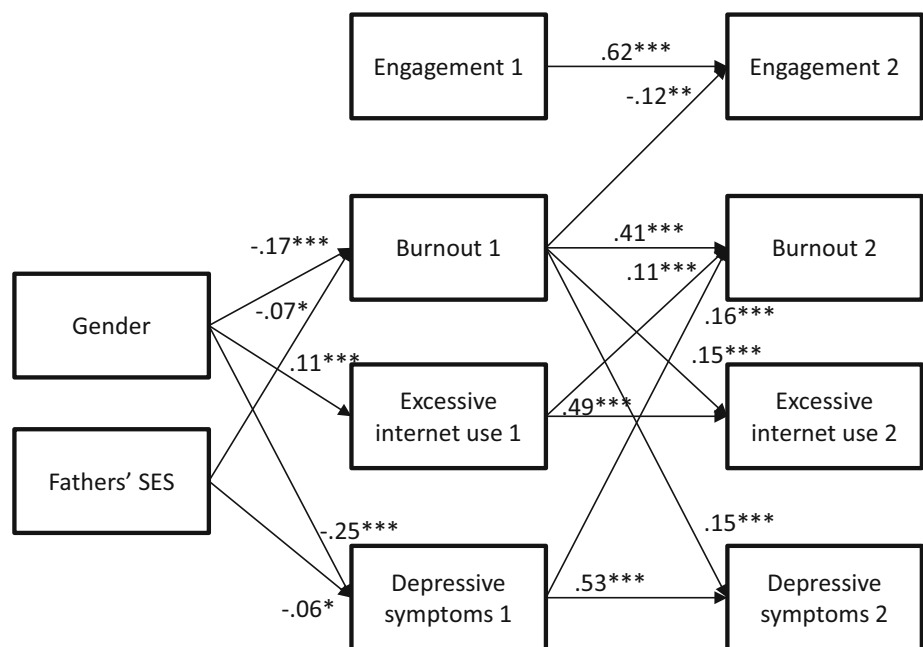 Engagement 1
.62***
Engagement 2
-.12**
Burnout 1
.41***
Burnout 2
-.17***
.11***
Gender
-.07*
.16***
.11***
.15***
Excessive
internet use 1
.49***
Excessive
internet use 2
Fathers’ SES
-.25***
.15***
Depressive
symptoms 1
.53***
Depressive
symptoms 2
-.06*